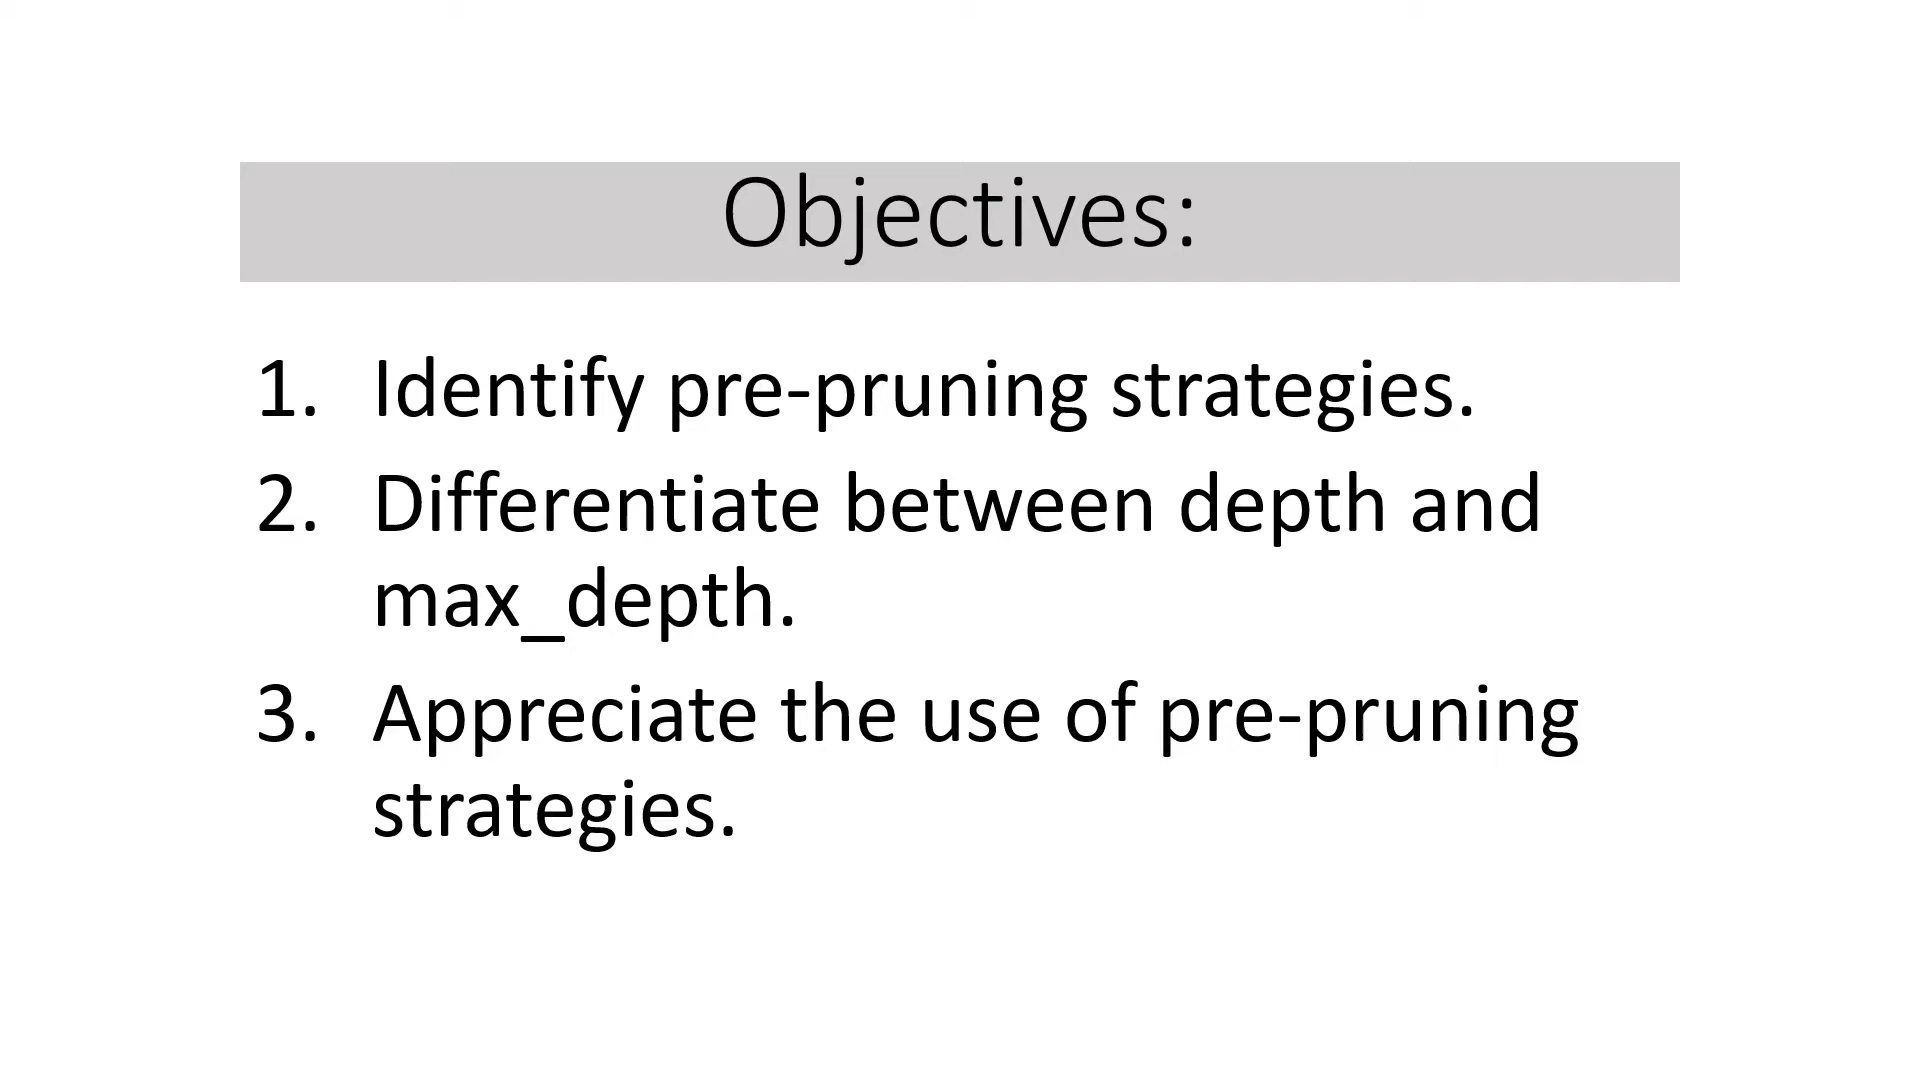 Objectives:
1. Identify pre-pruning strategies.
2. Differentiate between depth and
max_depth.
3. Appreciate the use of pre-pruning
strategies.